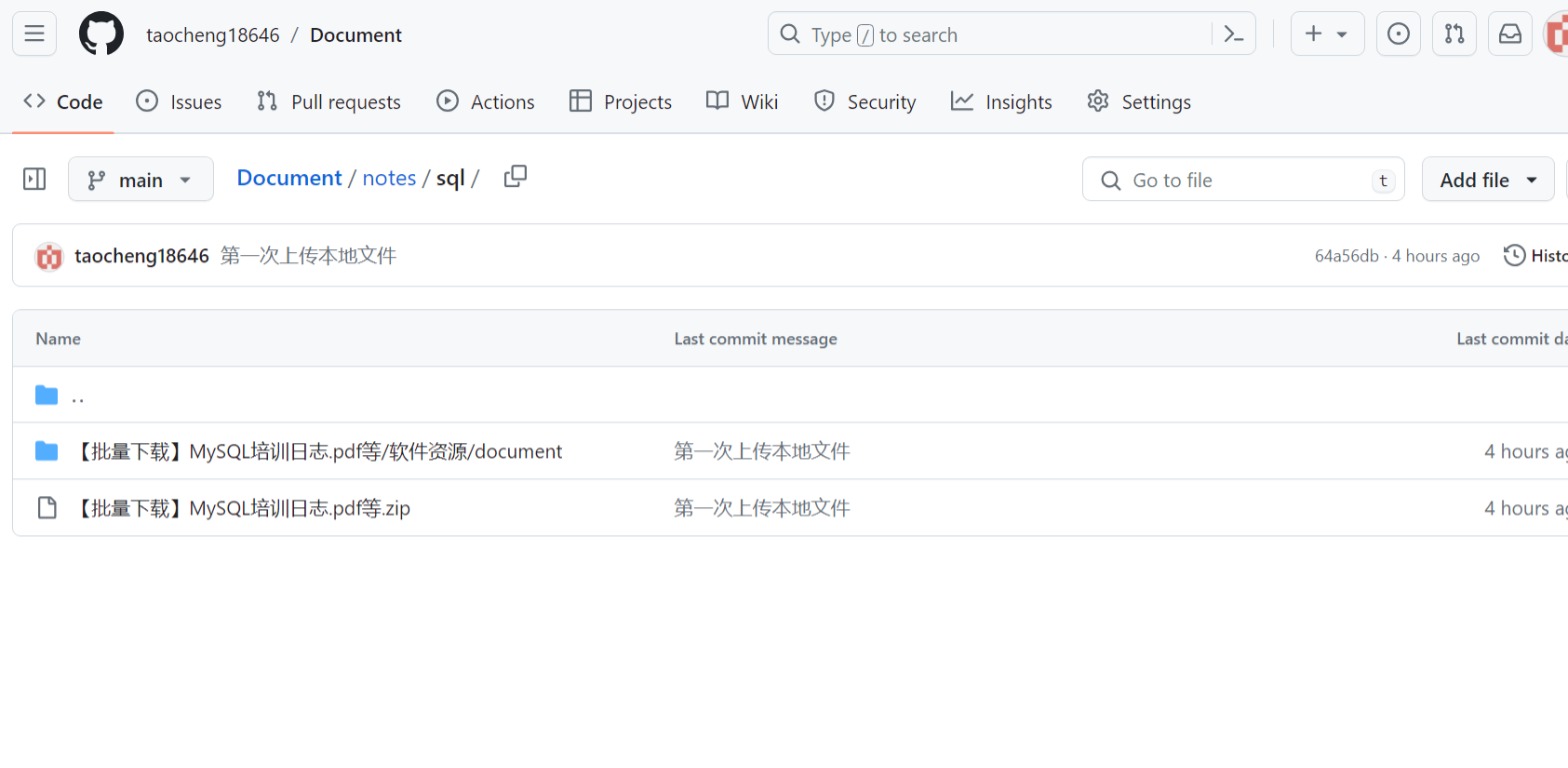 taocheng18646 / Document
Type / to search
Code Issues Pull requests Actions Projects Wiki Security Insights Settings
main Document / notes / sql / Go to file t Add file
taocheng18646 第一次上传本地文件 64a56db · 4 hours ago Histo
Name Last commit message Last commit da
..
【批量下载】MySQL培训日志.pdf等/软件资源/document 第一次上传本地文件 4 hours ag
【批量下载】MySQL培训日志.pdf等.zip 第一次上传本地文件 4 hours ag